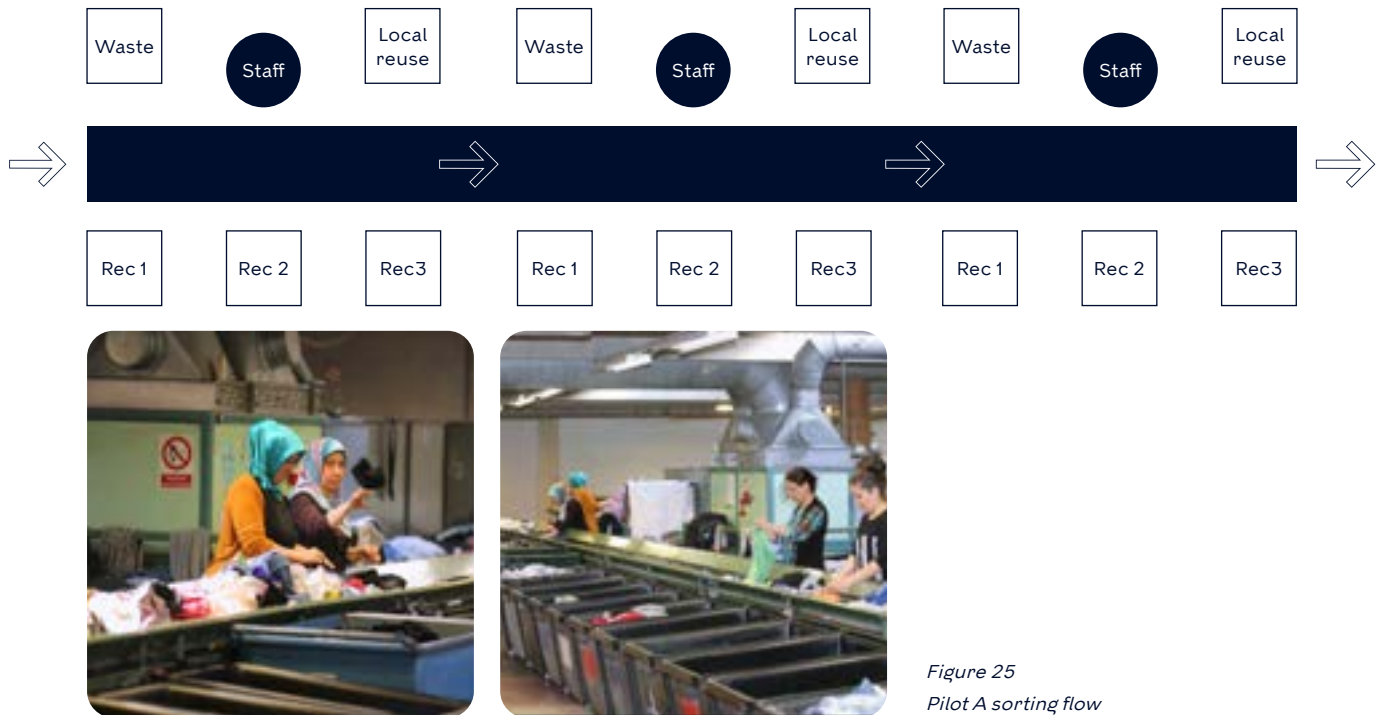 Waste
Staff
Local
reuse
Waste
Staff
Local
reuse
Waste
Staff
Local
reuse
Rec 1
Rec 2
Rec3
Rec 1
Rec 2
Rec3
Rec 1
Rec 2
Rec3
Figure 25
Pilot A sorting flow